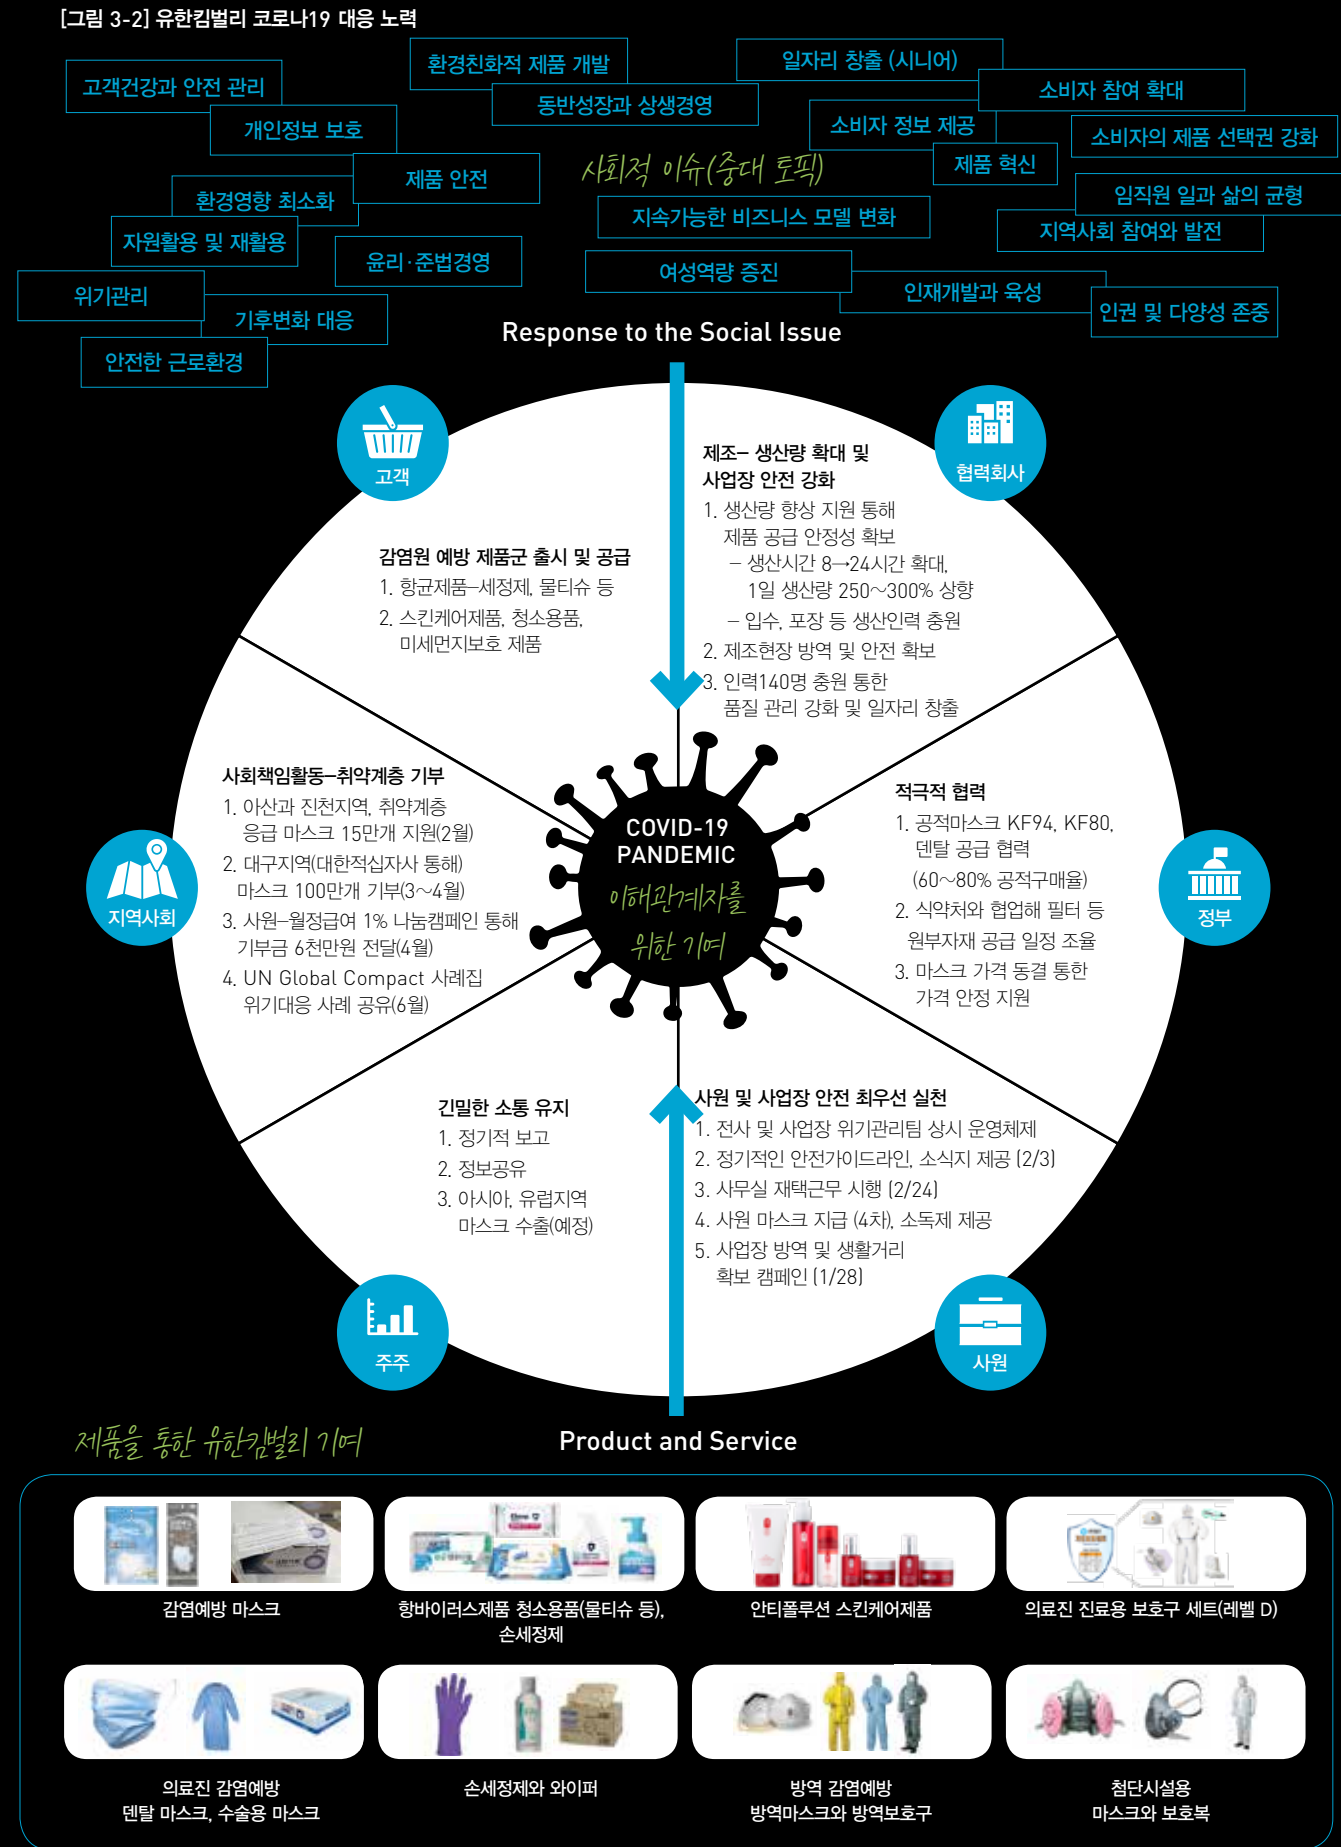 [그림 3-2] 유한킴벌리 코로나19 대응 노력
고객건강과 안전 관리
개인정보 보호
제품 안전
환경영향 최소화
자원활용 및 재활용
윤리·준법경영
위기관리
기후변화 대응
안전한 근로환경
환경친화적 제품 개발
동반성장과 상생경영
일자리 창출 (시니어)
소비자 참여 확대
소비자 정보 제공
소비자의 제품 선택권 강화
제품 혁신
사회적 이슈(중대 토픽)
임직원 일과 삶의 균형
지속가능한 비즈니스 모델 변화
지역사회 참여와 발전
여성역량 증진
인재개발과 육성
인권 및 다양성 존중
Response to the Social Issue
고객
감염원 예방 제품군 출시 및 공급
1. 항균제품–세정제, 물티슈 등
2. 스킨케어제품, 청소용품,
미세먼지보호 제품
협력회사
제조– 생산량 확대 및
사업장 안전 강화
1. 생산량 향상 지원 통해
제품 공급 안정성 확보
– 생산시간 8→24시간 확대,
1일 생산량 250~300% 상향
– 입수, 포장 등 생산인력 충원
2. 제조현장 방역 및 안전 확보
3. 인력140명 충원 통한
품질 관리 강화 및 일자리 창출
지역사회
사회책임활동–취약계층 기부
1. 아산과 진천지역, 취약계층
응급 마스크 15만개 지원(2월)
2. 대구지역(대한적십자사 통해)
마스크 100만개 기부(3~4월)
3. 사원–월정급여 1% 나눔캠페인 통해
기부금 6천만원 전달(4월)
4. UN Global Compact 사례집
위기대응 사례 공유(6월)
COVID-19
PANDEMIC
이해관계자를
위한 기여
적극적 협력
1. 공적마스크 KF94, KF80,
덴탈 공급 협력
(60~80% 공적구매율)
2. 식약처와 협업해 필터 등
원부자재 공급 일정 조율
3. 마스크 가격 동결 통한
가격 안정 지원
정부
긴밀한 소통 유지
1. 정기적 보고
2. 정보공유
3. 아시아, 유럽지역
마스크 수출(예정)
주주
사원 및 사업장 안전 최우선 실천
1. 전사 및 사업장 위기관리팀 상시 운영체제
2. 정기적인 안전가이드라인, 소식지 제공 (2/3)
3. 사무실 재택근무 시행 (2/24)
4. 사원 마스크 지급 (4차), 소독제 제공
5. 사업장 방역 및 생활거리
확보 캠페인 (1/28)
사원
제품을 통한 유한킴벌리 기여
Product and Service
감염예방 마스크
항바이러스제품 청소용품(물티슈 등),
손세정제
안티폴루션 스킨케어제품
의료진 진료용 보호구 세트(레벨 D)
의료진 감염예방
덴탈 마스크, 수술용 마스크
손세정제와 와이퍼
방역 감염예방
방역마스크와 방역보호구
첨단시설용
마스크와 보호복